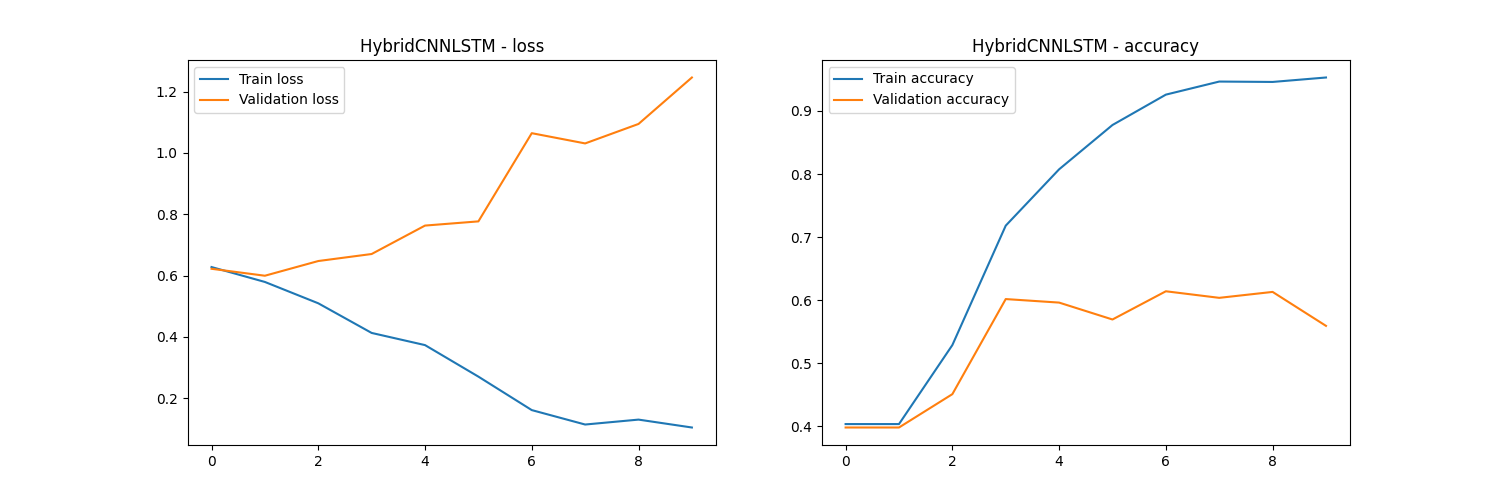 HybridCNNLSTM - loss
Train loss
Validation loss
1.2
1.0
0.8
0.6
0.4
0.2
0 2 4 6 8
HybridCNNLSTM - accuracy
Train accuracy
Validation accuracy
0.9
0.8
0.7
0.6
0.5
0.4
0 2 4 6 8